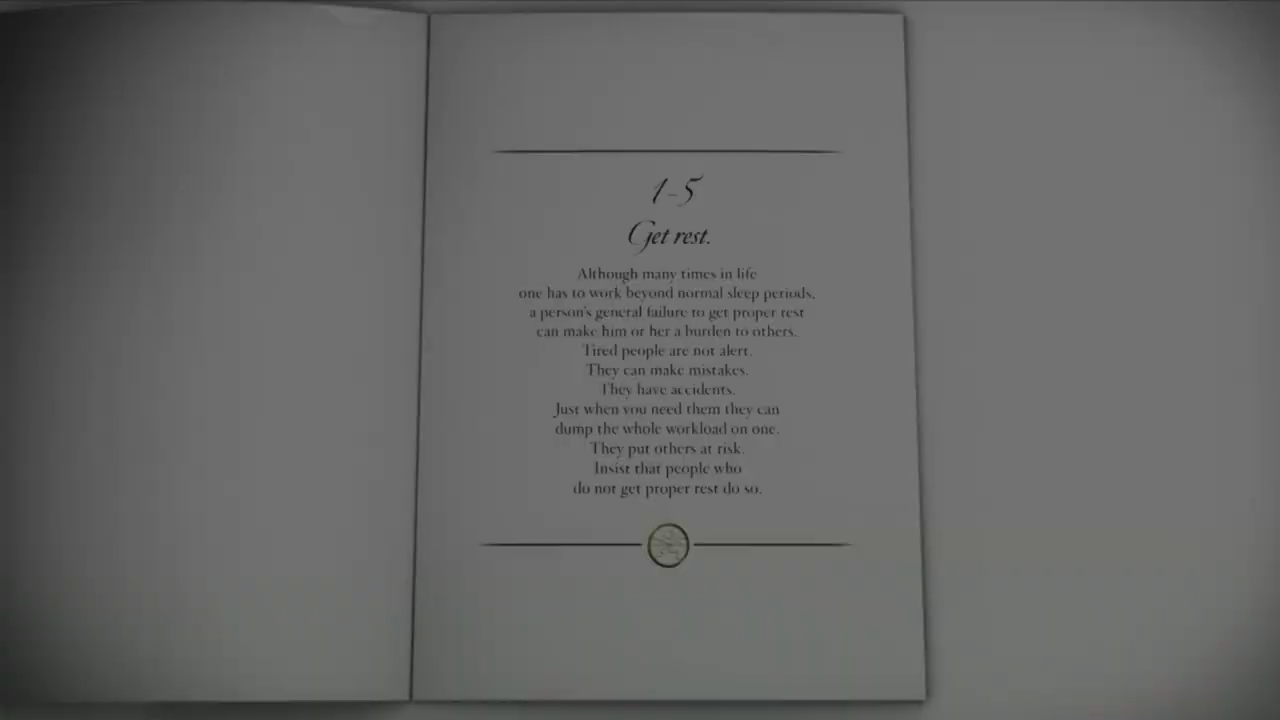 1-5
Get rest.
Although many times in life
one has to work beyond normal sleep periods,
a person's general failure to get proper rest
can make him or her a burden to others.
Tired people are not alert.
They can make mistakes.
They have accidents.
Just when you need them they can
dump the whole workload on one.
They put others at risk.
Insist that people who
do not get proper rest do so.